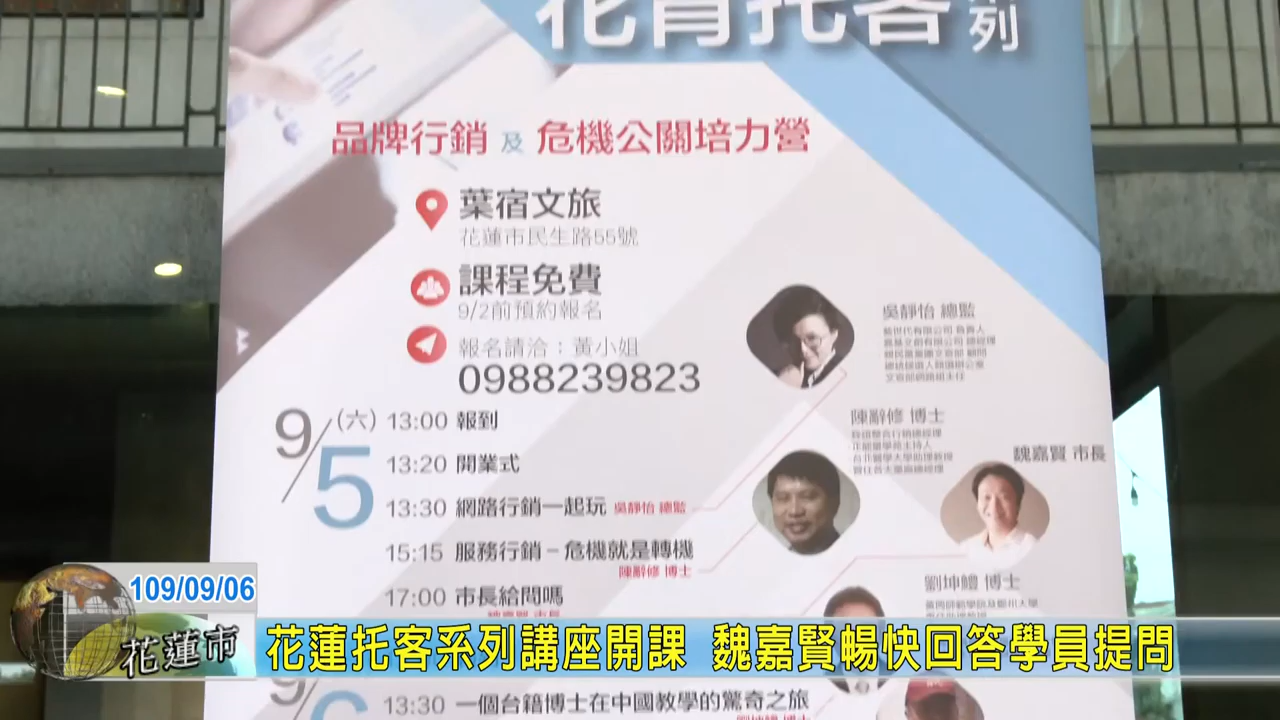 花青托客
列
品牌行銷 及 危機公關培力營
葉宿文旅
花蓮市民生路55號
課程免費
9/2前預約報名
報名請洽：黃小姐
0988239823
吳靜怡 總監
陳辭修 博士
魏嘉賢 市長
9/5 (六) 13:00 報到
13:20 開業式
13:30 網路行銷一起玩 吳靜怡 總監
15:15 服務行銷－危機就是轉機
陳辭修 博士
17:00 市長給問嗎
劉坤鱧 博士
109/09/06
花蓮市
花蓮托客系列講座開課 魏嘉賢暢快回答學員提問
13:30 一個台籍博士在中國教學的驚奇之旅